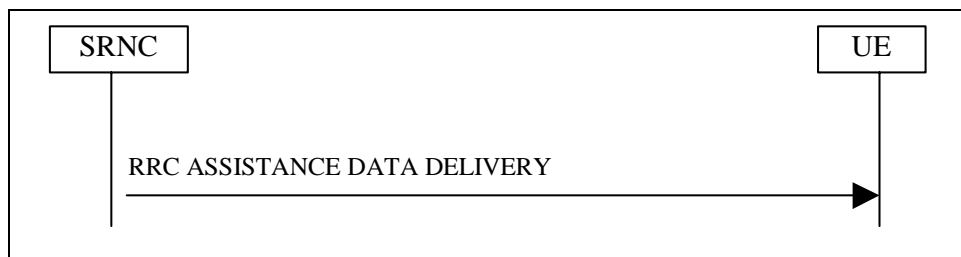 SRNC
UE
RRC ASSISTANCE DATA DELIVERY